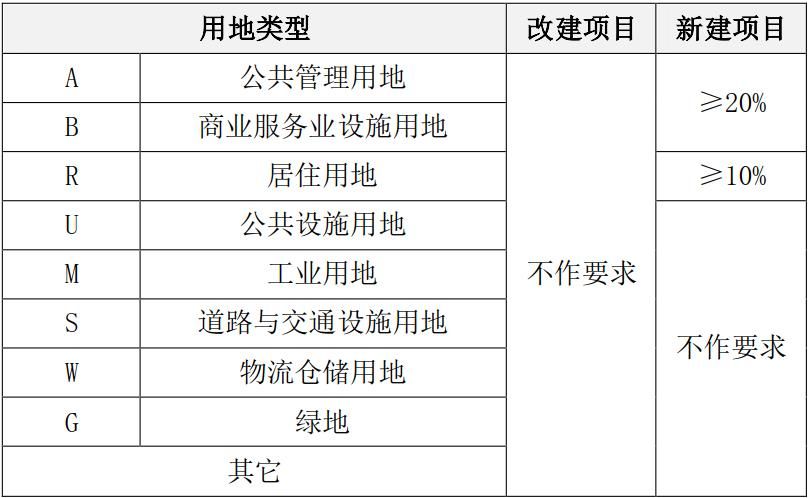 用地类型 改建项目 新建项目
A 公共管理用地
≥20%
B 商业服务业设施用地
R 居住用地 ≥10%
U 公共设施用地
M 工业用地 不作要求
S 道路与交通设施用地
不作要求
W 物流仓储用地
G 绿地
其它